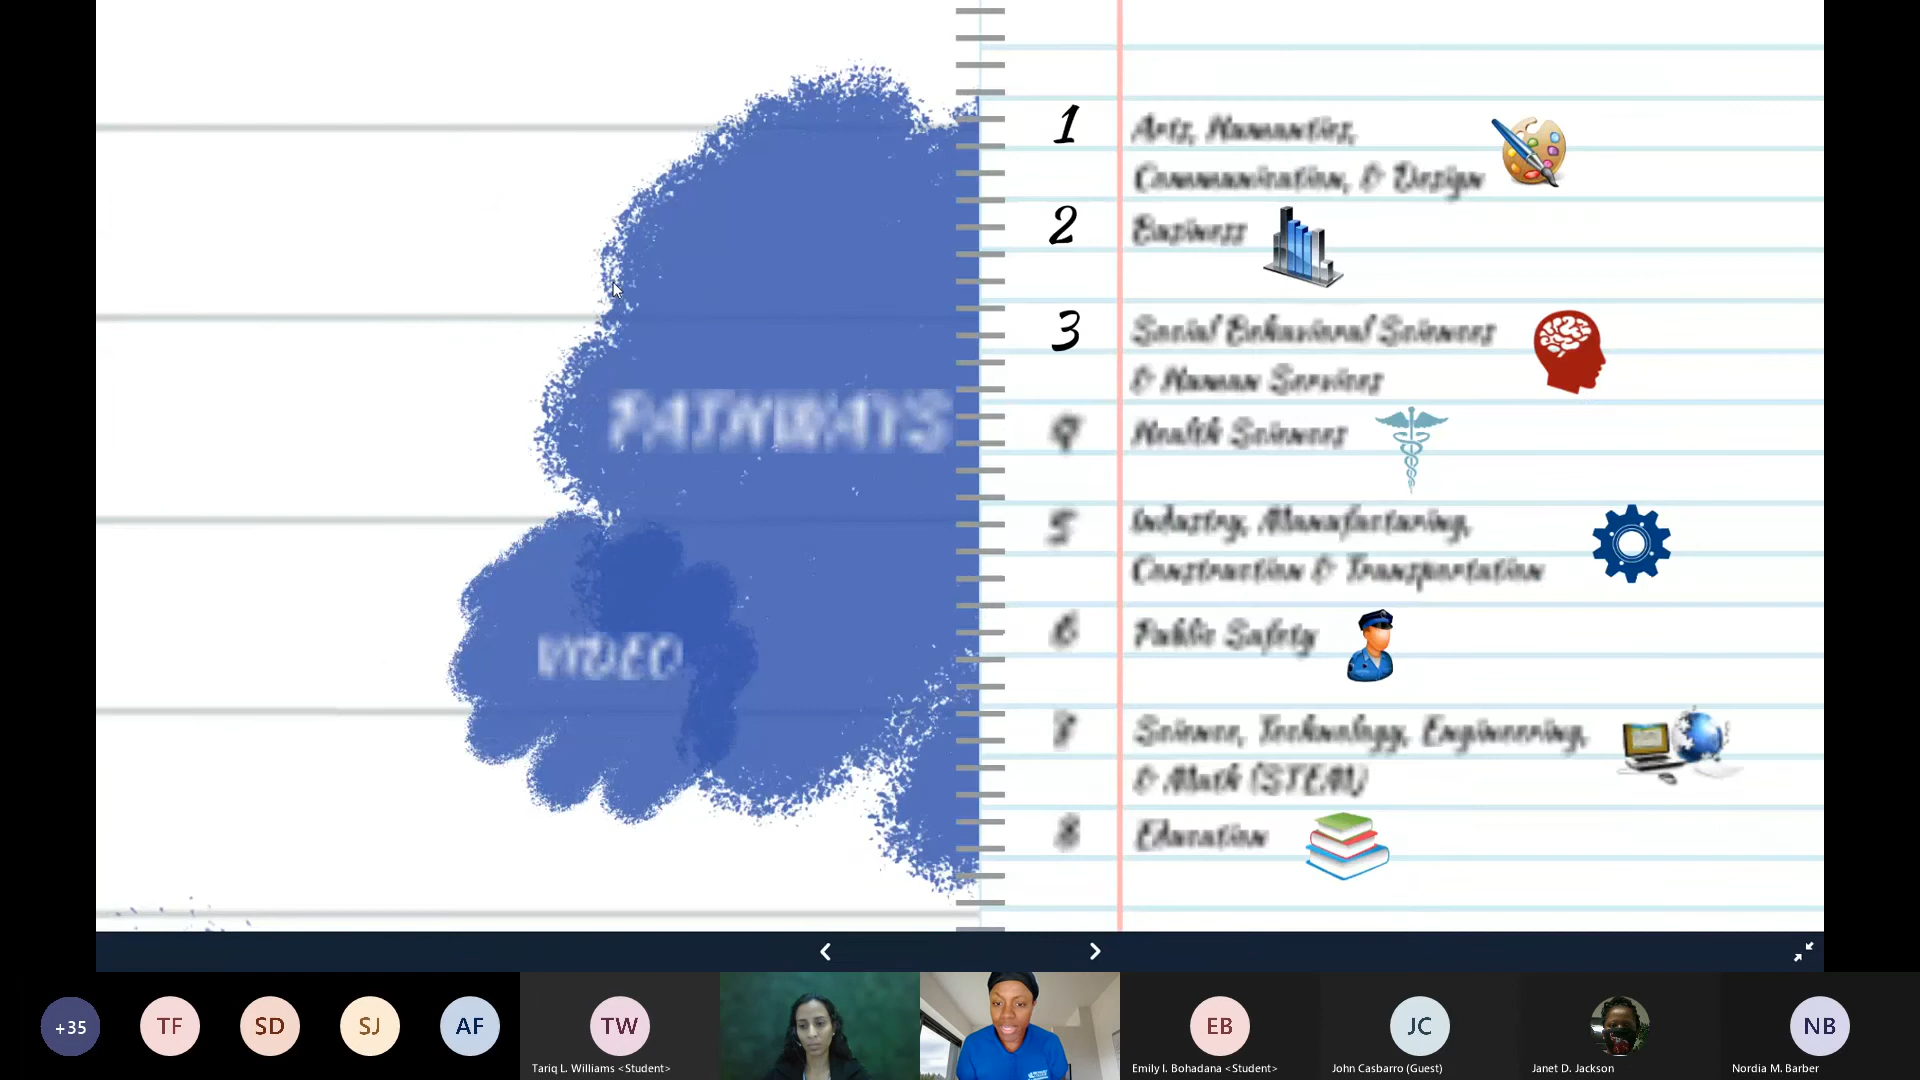 PATHWAYS
VIDEO
1 Arts, Humanities,
Communication, & Design
2 Business
3 Social Behavioral Sciences
& Human Services
4 Health Sciences
5 Industry, Manufacturing,
Construction & Transportation
6 Public Safety
7 Science, Technology, Engineering,
& Math (STEM)
8 Education
+35
TF
SD
SJ
AF
TW
EB
JC
NB
Tariq L. Williams <Student>
Emily I. Bohadana <Student>
John Casbarro (Guest)
Janet D. Jackson
Nordia M. Barber